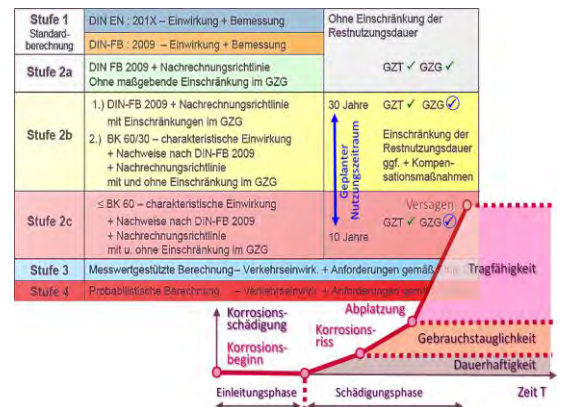 Stufe 1
Standard-
berechnung
DIN EN : 201X – Einwirkung + Bemessung
DIN-FB : 2009 – Einwirkung + Bemessung
Ohne Einschränkung der
Restnutzungsdauer
Stufe 2a
DIN FB 2009 + Nachrechnungsrichtlinie
Ohne maßgebende Einschränkung im GZG
GZT ✓ GZG ✓
Stufe 2b
1.) DIN-FB 2009 + Nachrechnungsrichtlinie
mit Einschränkungen im GZG
2.) BK 60/30 – charakteristische Einwirkung
+ Nachweise nach DIN-FB 2009
+ Nachrechnungsrichtlinie
mit und ohne Einschränkung im GZG
30 Jahre
GZT ✓ GZG ✓
Einschränkung der
Restnutzungsdauer
ggf. + Kompen-
sationsmaßnahmen
Geplanter
Nutzungszeitraum
Stufe 2c
≤ BK 60 – charakteristische Einwirkung
+ Nachweise nach DIN-FB 2009
+ Nachrechnungsrichtlinie
mit u. ohne Einschränkung im GZG
10 Jahre
Versagen
GZT ✓ GZG ✓
Stufe 3
Messwertgestützte Berechnung – Verkehrseinwirk. + Anforderungen gemäß
Stufe 4
Probabilistische Berechnung – Verkehrseinwirk. + Anforderungen gemäß
Tragfähigkeit
Korrosions-
schädigung
Abplatzung
Korrosions-
riss
Korrosions-
beginn
Gebrauchstauglichkeit
Dauerhaftigkeit
Einleitungsphase
Schädigungsphase
Zeit T